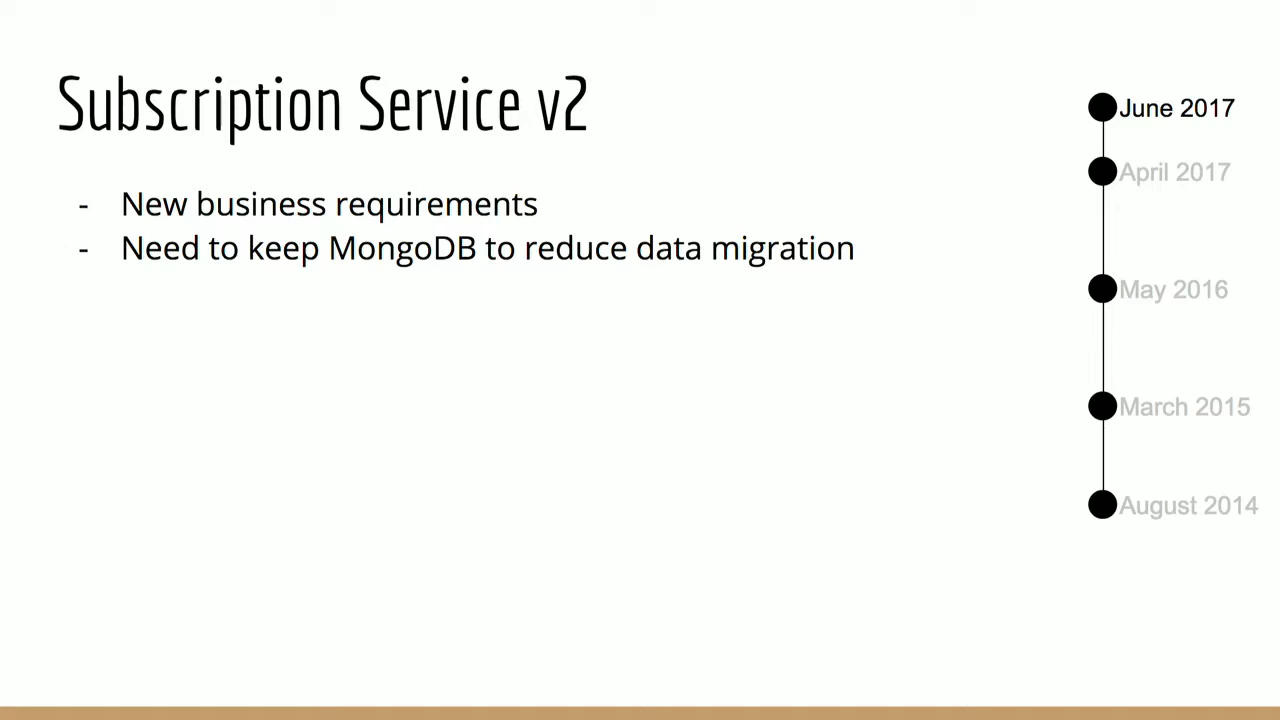 Subscription Service v2
- New business requirements
- Need to keep MongoDB to reduce data migration
June 2017
April 2017
May 2016
March 2015
August 2014